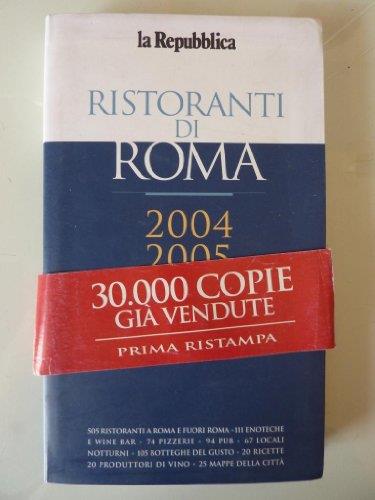 la Repubblica
RISTORANTI
DI
ROMA
2004
2005
30.000 COPIE
GIÀ VENDUTE
PRIMA RISTAMPA
505 RISTORANTI A ROMA E FUORI ROMA - 111 ENOTECHE
E WINE BAR - 74 PIZZERIE - 94 PUB - 67 LOCALI
NOTTURNI - 105 BOTTEGHE DEL GUSTO - 20 RICETTE
20 PRODUTTORI DI VINO - 25 MAPPE DELLA CITTÀ